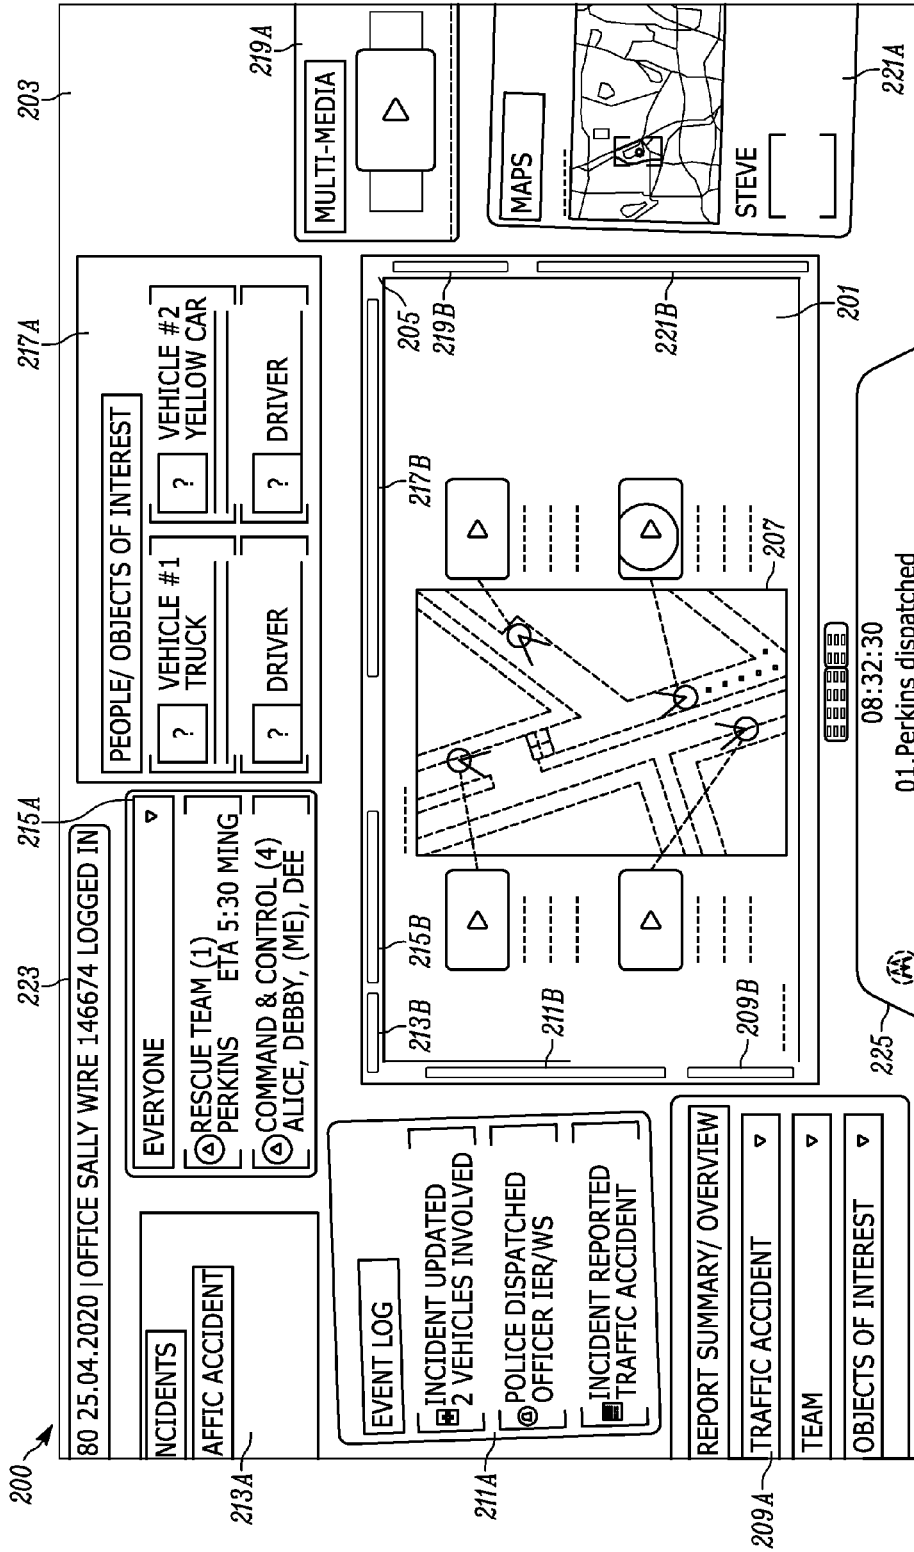 200
203
223
80 25.04.2020 | OFFICE SALLY WIRE 146674 LOGGED IN
215A
217A
219A
NCIDENTS
AFFIC ACCIDENT
213A
EVERYONE
RESCUE TEAM (1)
PERKINS ETA 5:30 MING
COMMAND & CONTROL (4)
ALICE, DEBBY, (ME), DEE
PEOPLE/ OBJECTS OF INTEREST
?
VEHICLE #1
TRUCK
?
VEHICLE #2
YELLOW CAR
?
DRIVER
?
DRIVER
MULTI-MEDIA
EVENT LOG
INCIDENT UPDATED
2 VEHICLES INVOLVED
POLICE DISPATCHED
OFFICER IER/WS
INCIDENT REPORTED
TRAFFIC ACCIDENT
211A
213B
215B
217B
205
219B
211B
221B
209B
207
201
MAPS
STEVE
221A
REPORT SUMMARY/ OVERVIEW
TRAFFIC ACCIDENT
TEAM
OBJECTS OF INTEREST
209A
225
08:32:30
01.Perkins dispatched